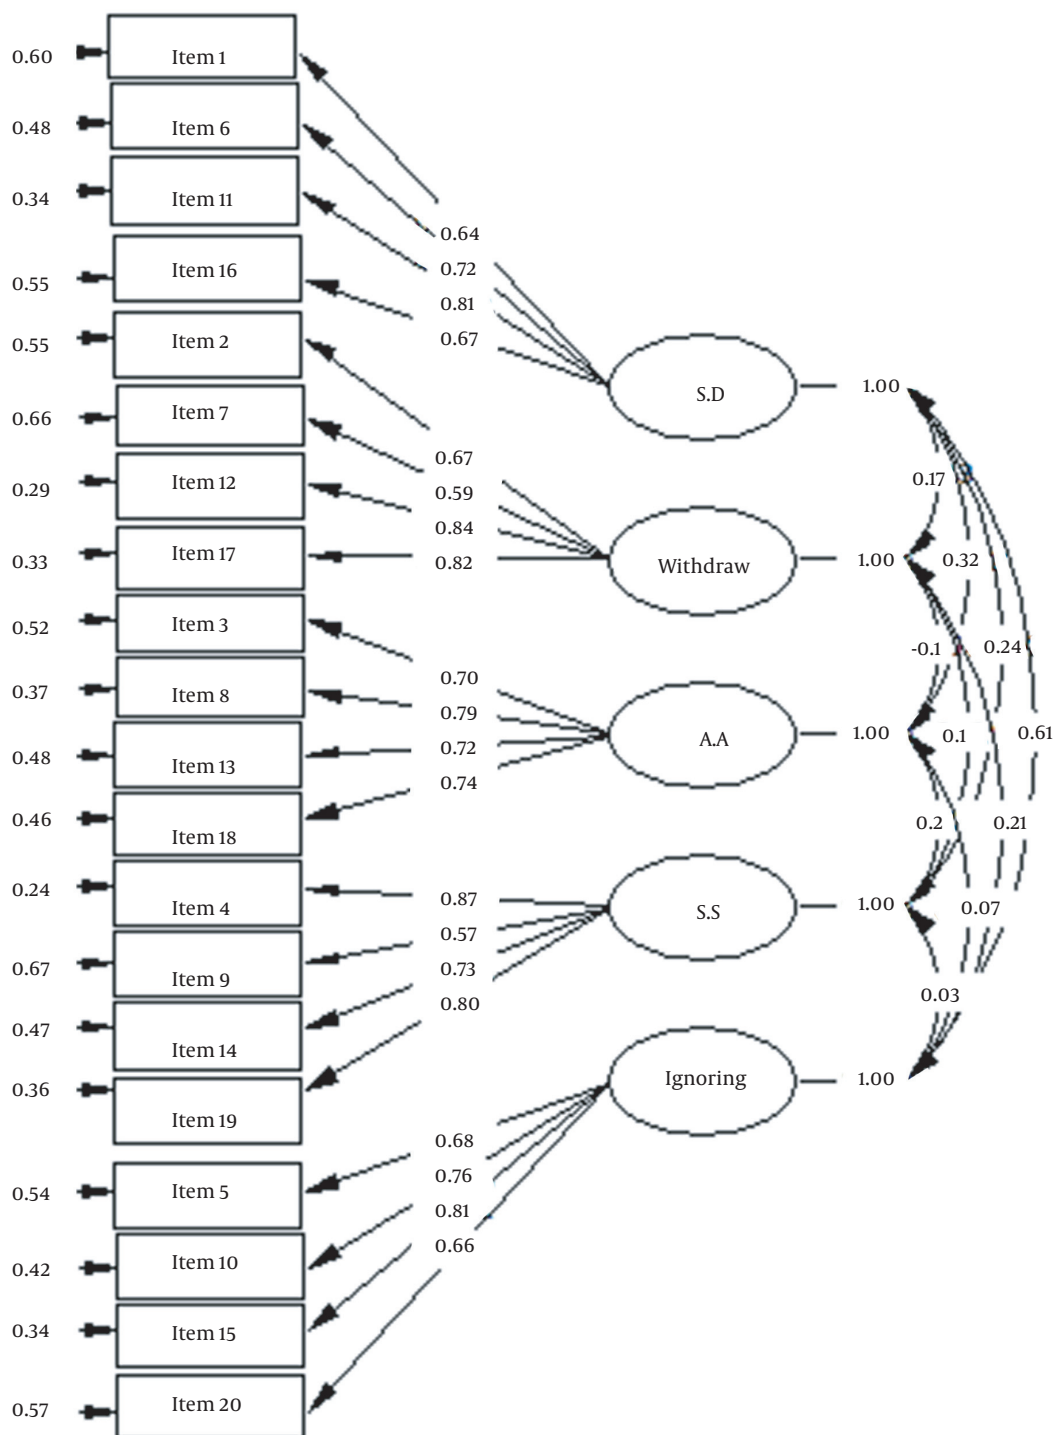 0.60 Item 1
0.48 Item 6
0.34 Item 11
0.55 Item 16
0.55 Item 2
0.66 Item 7
0.29 Item 12
0.33 Item 17
0.52 Item 3
0.37 Item 8
0.48 Item 13
0.46 Item 18
0.24 Item 4
0.67 Item 9
0.47 Item 14
0.36 Item 19
0.54 Item 5
0.42 Item 10
0.34 Item 15
0.57 Item 20
0.64
0.72
0.81
0.67
0.67
0.59
0.84
0.82
0.70
0.79
0.72
0.74
0.87
0.57
0.73
0.80
0.68
0.76
0.81
0.66
S.D 1.00
Withdraw 1.00
A.A 1.00
S.S 1.00
Ignoring 1.00
0.17
0.32
-0.1 0.24
0.1 0.61
0.2 0.21
0.07
0.03